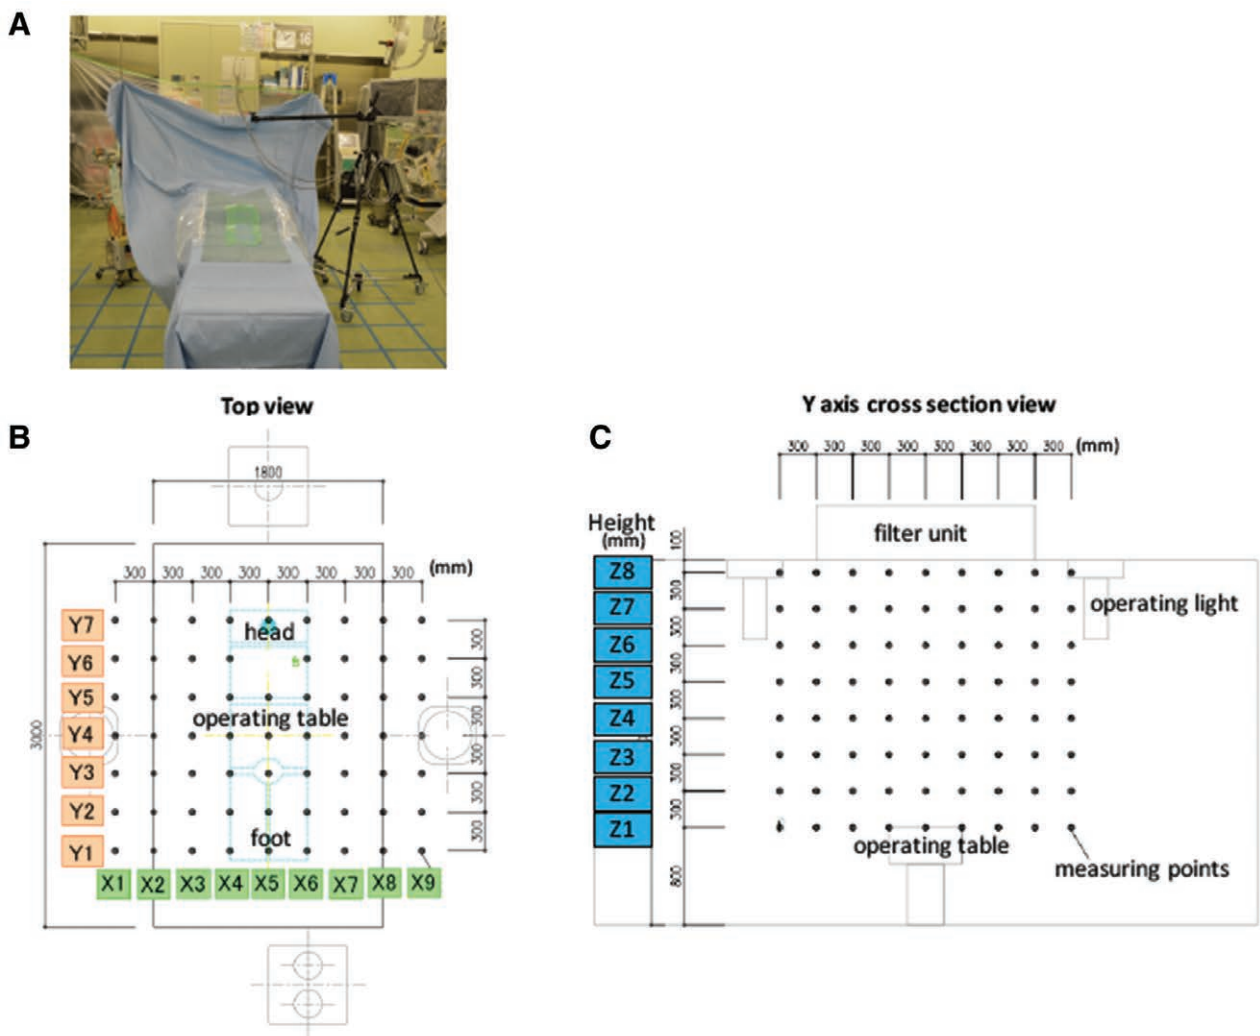 A
16
Top view
B
1800
300 300 300 300 300 300 300 300 (mm)
3000
Y7
Y6
Y5
Y4
Y3
Y2
Y1
head
operating table
foot
300
300
300
300
300
300
X1 X2 X3 X4 X5 X6 X7 X8 X9
Y axis cross section view
C
300 300 300 300 300 300 300 300 (mm)
Height
(mm)
100
filter unit
Z8
Z7
Z6
Z5
Z4
Z3
Z2
Z1
300
300
300
300
300
300
300
800
operating light
operating table
measuring points